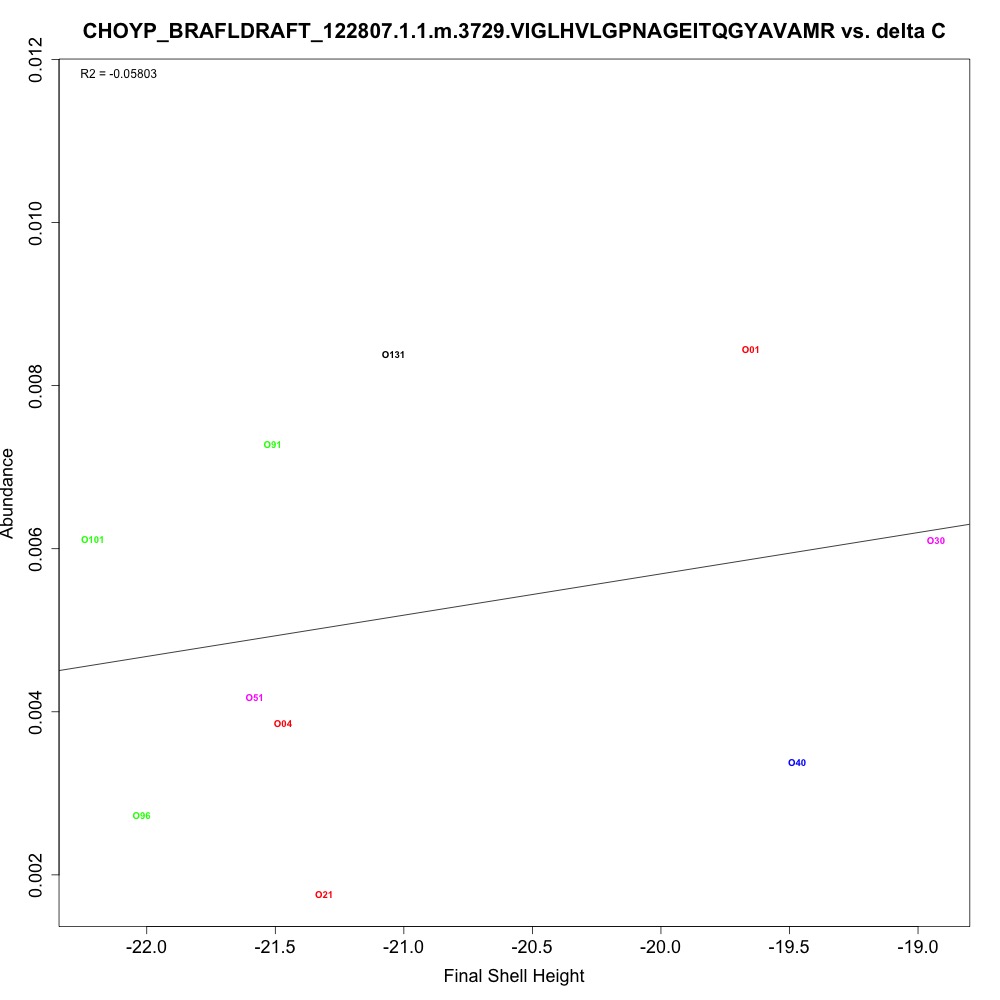 CHOYP_BRAFLDRAFT_122807.1.1.m.3729.VIGLHVLGPNAGEITQGYAVAMR vs. delta C
R2 = -0.05803
0.012
0.010
0.008
0.006
0.004
0.002
Abundance
O131
O01
O91
O101
O30
O51
O04
O40
O96
O21
-22.0 -21.5 -21.0 -20.5 -20.0 -19.5 -19.0
Final Shell Height